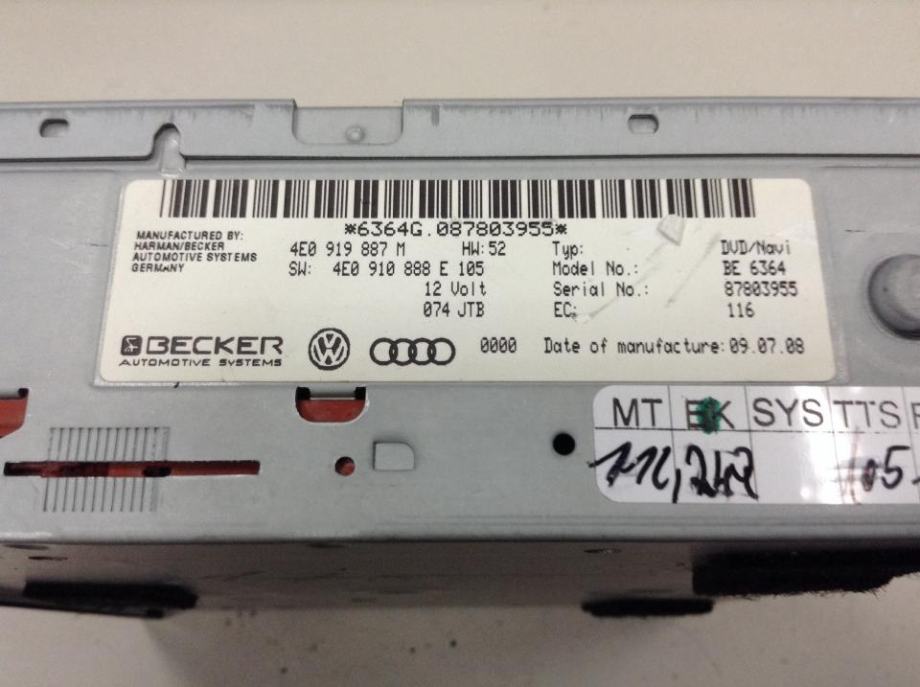 *6364G.087803955*
MANUFACTURED BY:
HARMAN/BECKER
AUTOMOTIVE SYSTEMS
GERMANY
4E0 919 887 M HW:52
SW: 4E0 910 888 E 105
12 Volt
074 JTB
Typ: DVD/Navi
Model No.: BE 6364
Serial No.: 87803955
EC: 116
BECKER
AUTOMOTIVE SYSTEMS
0000 Date of manufacture: 09.07.08
MT SYS TTS